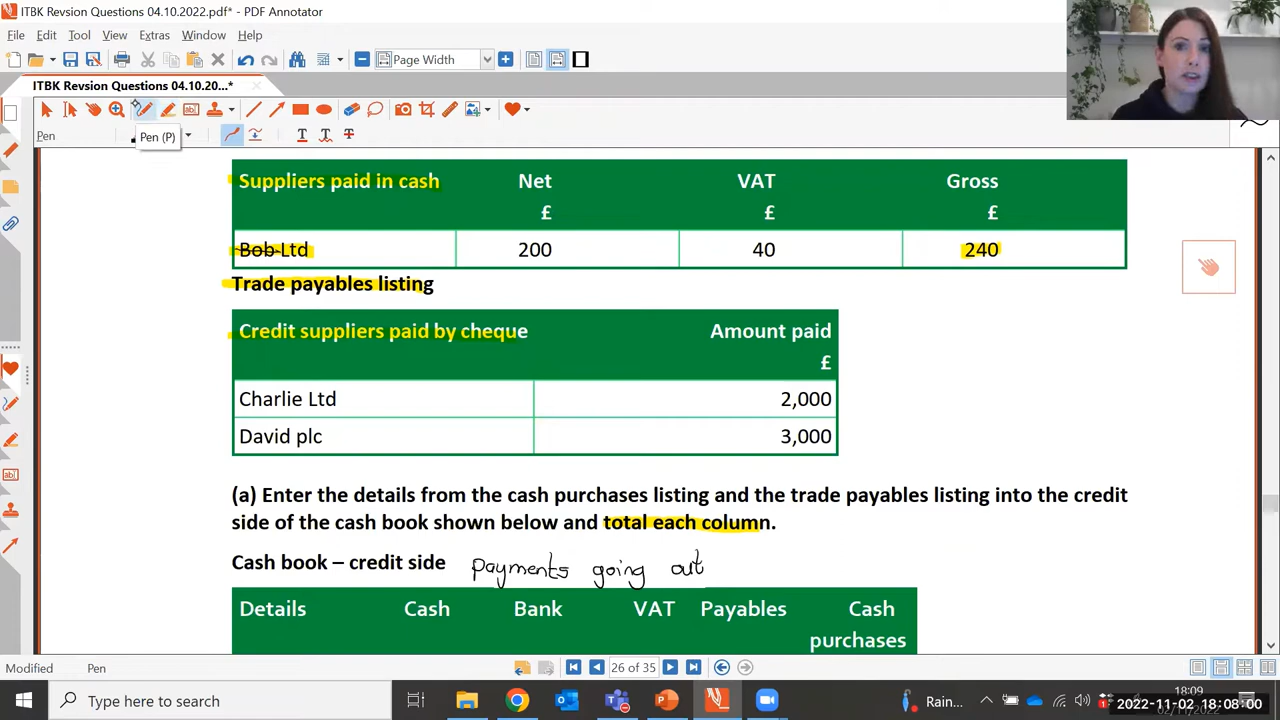 ITBK Revsion Questions 04.10.2022.pdf* - PDF Annotator
File Edit Tool View Extras Window Help
Page Width
ITBK Revsion Questions 04.10.20...*
Pen
Pen (P)
Suppliers paid in cash Net VAT Gross
£ £ £
Bob Ltd 200 40 240
Trade payables listing
Credit suppliers paid by cheque Amount paid
£
Charlie Ltd 2,000
David plc 3,000
(a) Enter the details from the cash purchases listing and the trade payables listing into the credit
side of the cash book shown below and total each column.
Cash book – credit side payments going out
Details Cash Bank VAT Payables Cash
purchases
Modified Pen 26 of 35
Type here to search
Rain...
18:09
2022-11-02 18:08:00